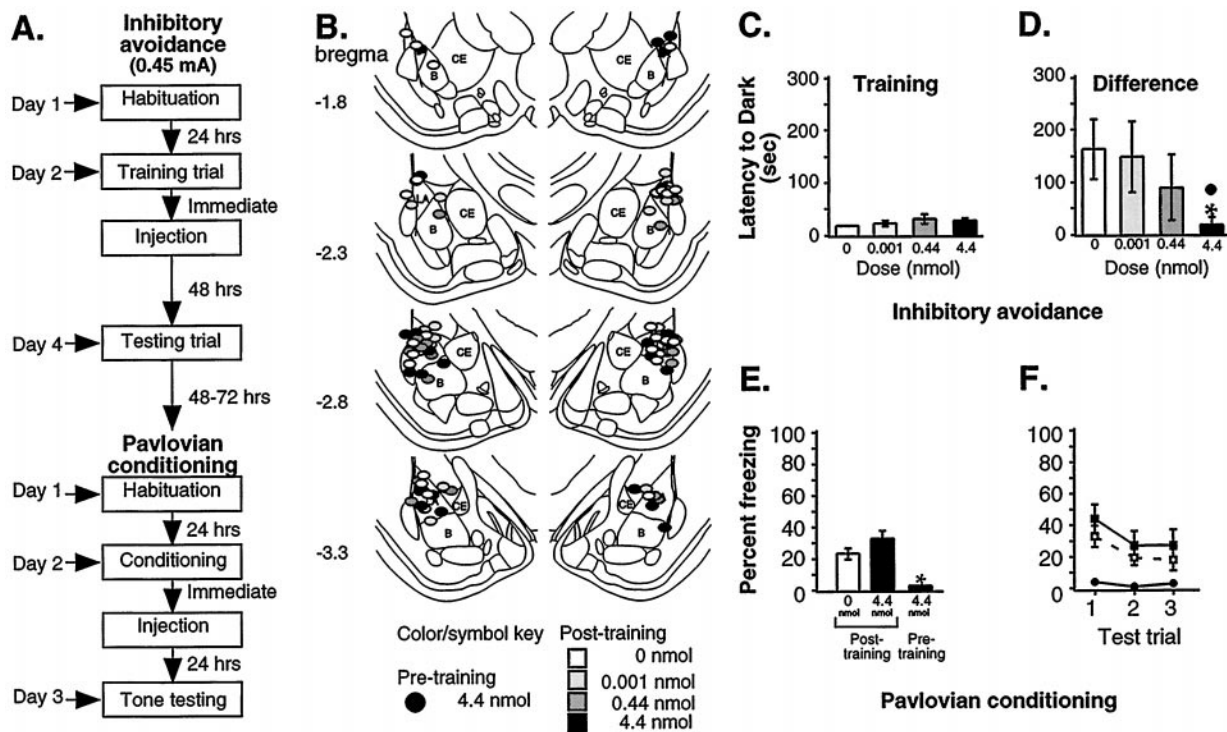 A.
Inhibitory
avoidance
(0.45 mA)
Day 1
Habituation
24 hrs
Day 2
Training trial
Immediate
Injection
48 hrs
Day 4
Testing trial
48-72 hrs
Pavlovian
conditioning
Day 1
Habituation
24 hrs
Day 2
Conditioning
Immediate
Injection
24 hrs
Day 3
Tone testing
B.
bregma
CE
B
CE
B
-1.8
LA
CE
B
CE
B
-2.3
CE
B
CE
B
-2.8
CE
B
CE
B
-3.3
Color/symbol key
Pre-training
4.4 nmol
Post-training
0 nmol
0.001 nmol
0.44 nmol
4.4 nmol
C.
Training
Latency to Dark
(sec)
300
200
100
0
0 0.001 0.44 4.4
Dose (nmol)
D.
Difference
300
200
100
0
*
0 0.001 0.44 4.4
Dose (nmol)
Inhibitory avoidance
E.
Percent freezing
100
80
60
40
20
0
*
0 4.4 4.4
nmol nmol nmol
Post-training
Pre-training
F.
100
80
60
40
20
0
1 2 3
Test trial
Pavlovian conditioning